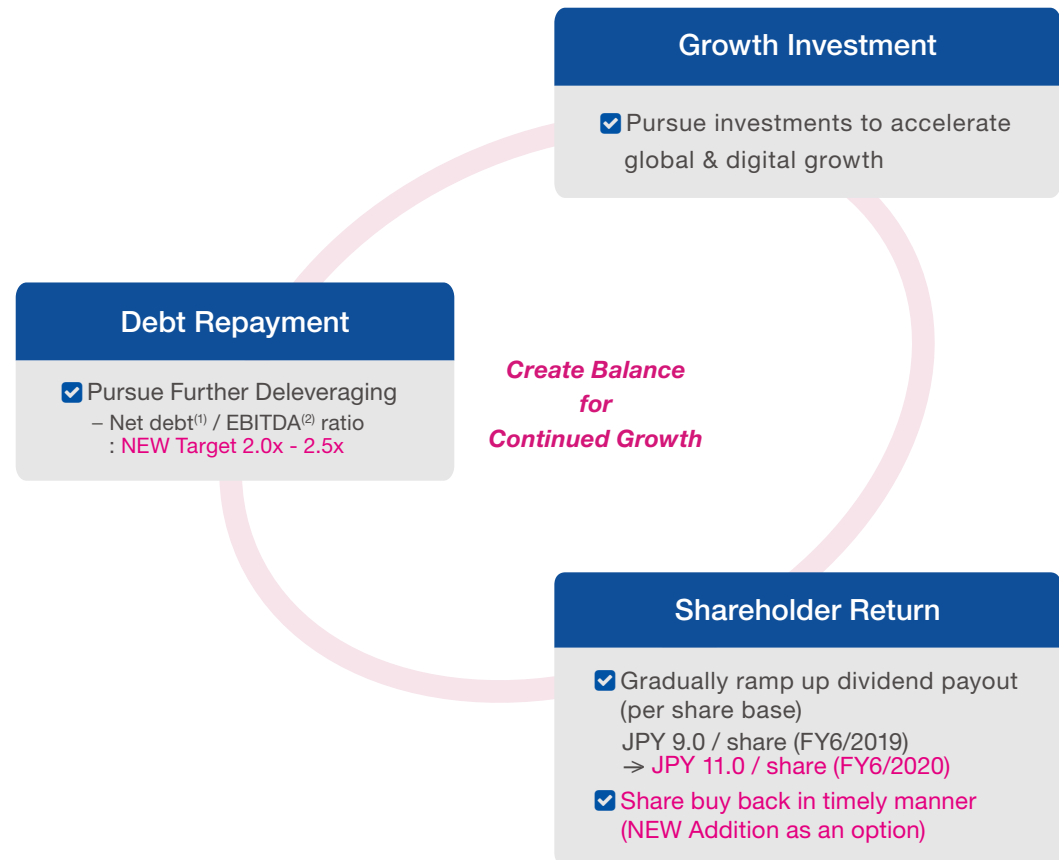 Growth Investment
Pursue investments to accelerate
global & digital growth
Debt Repayment
Pursue Further Deleveraging
– Net debt(1) / EBITDA(2) ratio
: NEW Target 2.0x - 2.5x
Create Balance
for
Continued Growth
Shareholder Return
Gradually ramp up dividend payout
(per share base)
JPY 9.0 / share (FY6/2019)
→ JPY 11.0 / share (FY6/2020)
Share buy back in timely manner
(NEW Addition as an option)